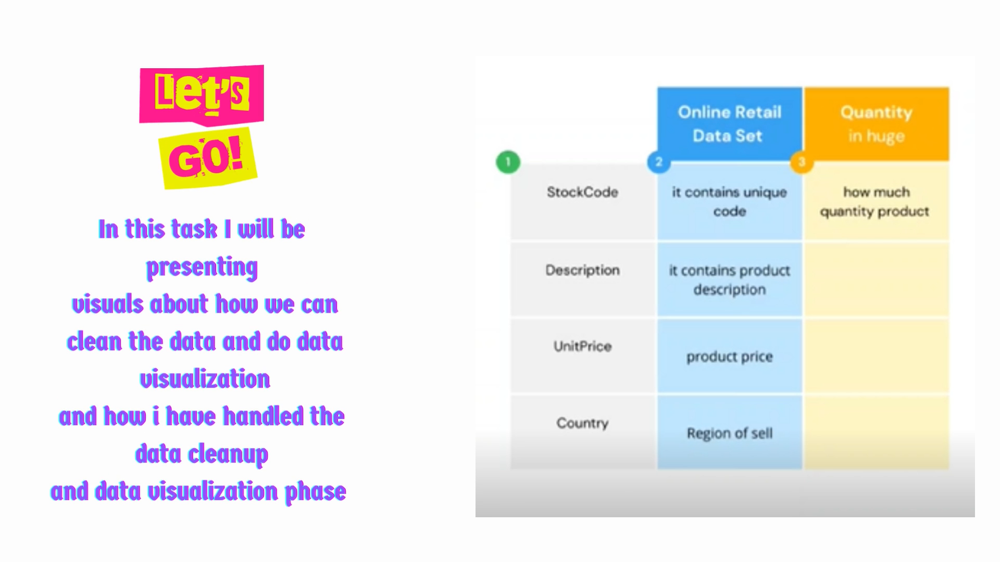 Let's
GO!
In this task I will be
presenting
visuals about how we can
clean the data and do data
visualization
and how i have handled the
data cleanup
and data visualization phase
Online Retail
Data Set
Quantity
in huge
1
2
3
StockCode
it contains unique
code
how much
quantity product
Description
it contains product
description
UnitPrice
product price
Country
Region of sell